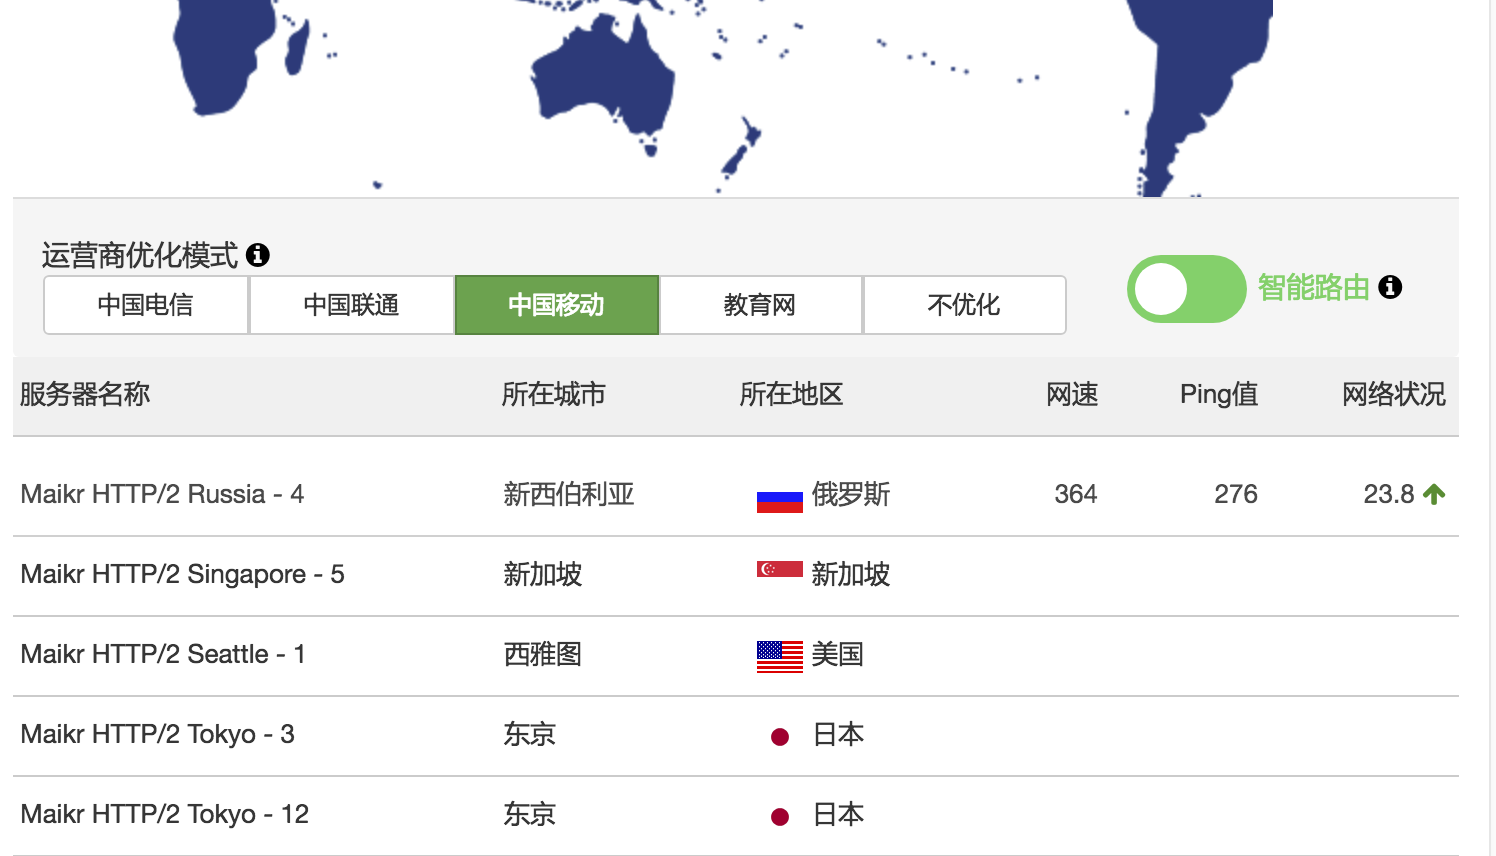 运营商优化模式
中国电信 中国联通 中国移动 教育网 不优化 智能路由
服务器名称 所在城市 所在地区 网速 Ping值 网络状况
Maikr HTTP/2 Russia - 4 新西伯利亚 俄罗斯 364 276 23.8
Maikr HTTP/2 Singapore - 5 新加坡 新加坡
Maikr HTTP/2 Seattle - 1 西雅图 美国
Maikr HTTP/2 Tokyo - 3 东京 日本
Maikr HTTP/2 Tokyo - 12 东京 日本